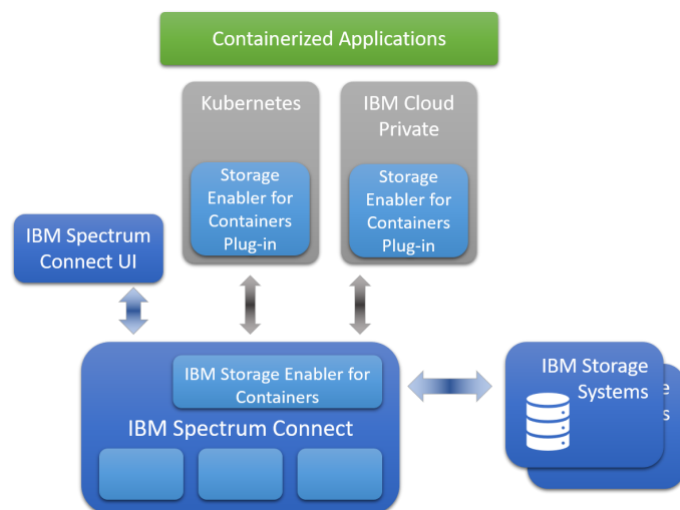 Containerized Applications
Kubernetes
IBM Cloud
Private
Storage
Enabler for
Containers
Plug-in
Storage
Enabler for
Containers
Plug-in
IBM Spectrum
Connect UI
IBM Storage Enabler for
Containers
IBM Spectrum Connect
IBM Storage
Systems
e
s